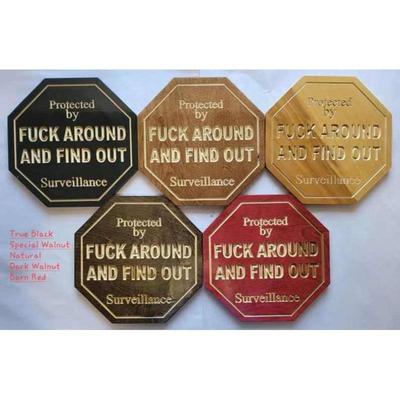 Protected
by
FUCK AROUND
AND FIND OUT
Surveillance
Protected
by
FUCK AROUND
AND FIND OUT
Surveillance
Protected
by
FUCK AROUND
AND FIND OUT
Surveillance
True Black
Special Walnut
Natural
Dark Walnut
Barn Red
Protected
by
FUCK AROUND
AND FIND OUT
Surveillance
Protected
by
FUCK AROUND
AND FIND OUT
Surveillance